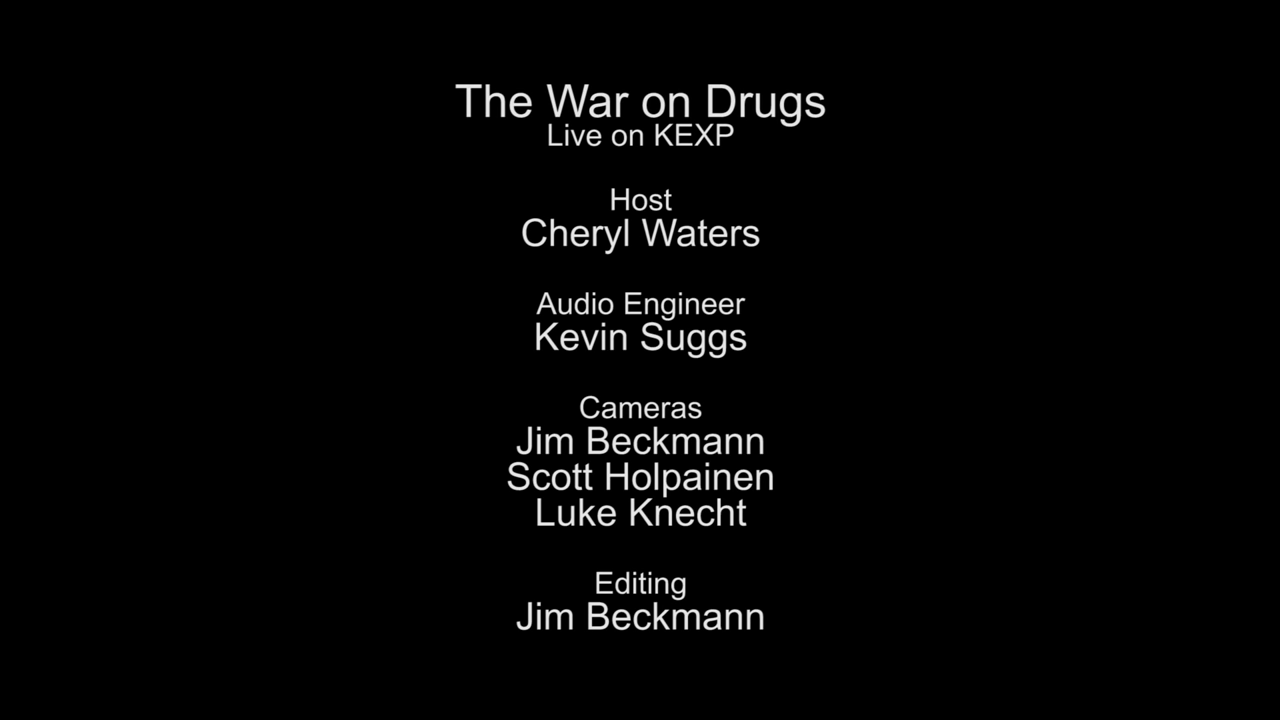 The War on Drugs
Live on KEXP
Host
Cheryl Waters
Audio Engineer
Kevin Suggs
Cameras
Jim Beckmann
Scott Holpainen
Luke Knecht
Editing
Jim Beckmann